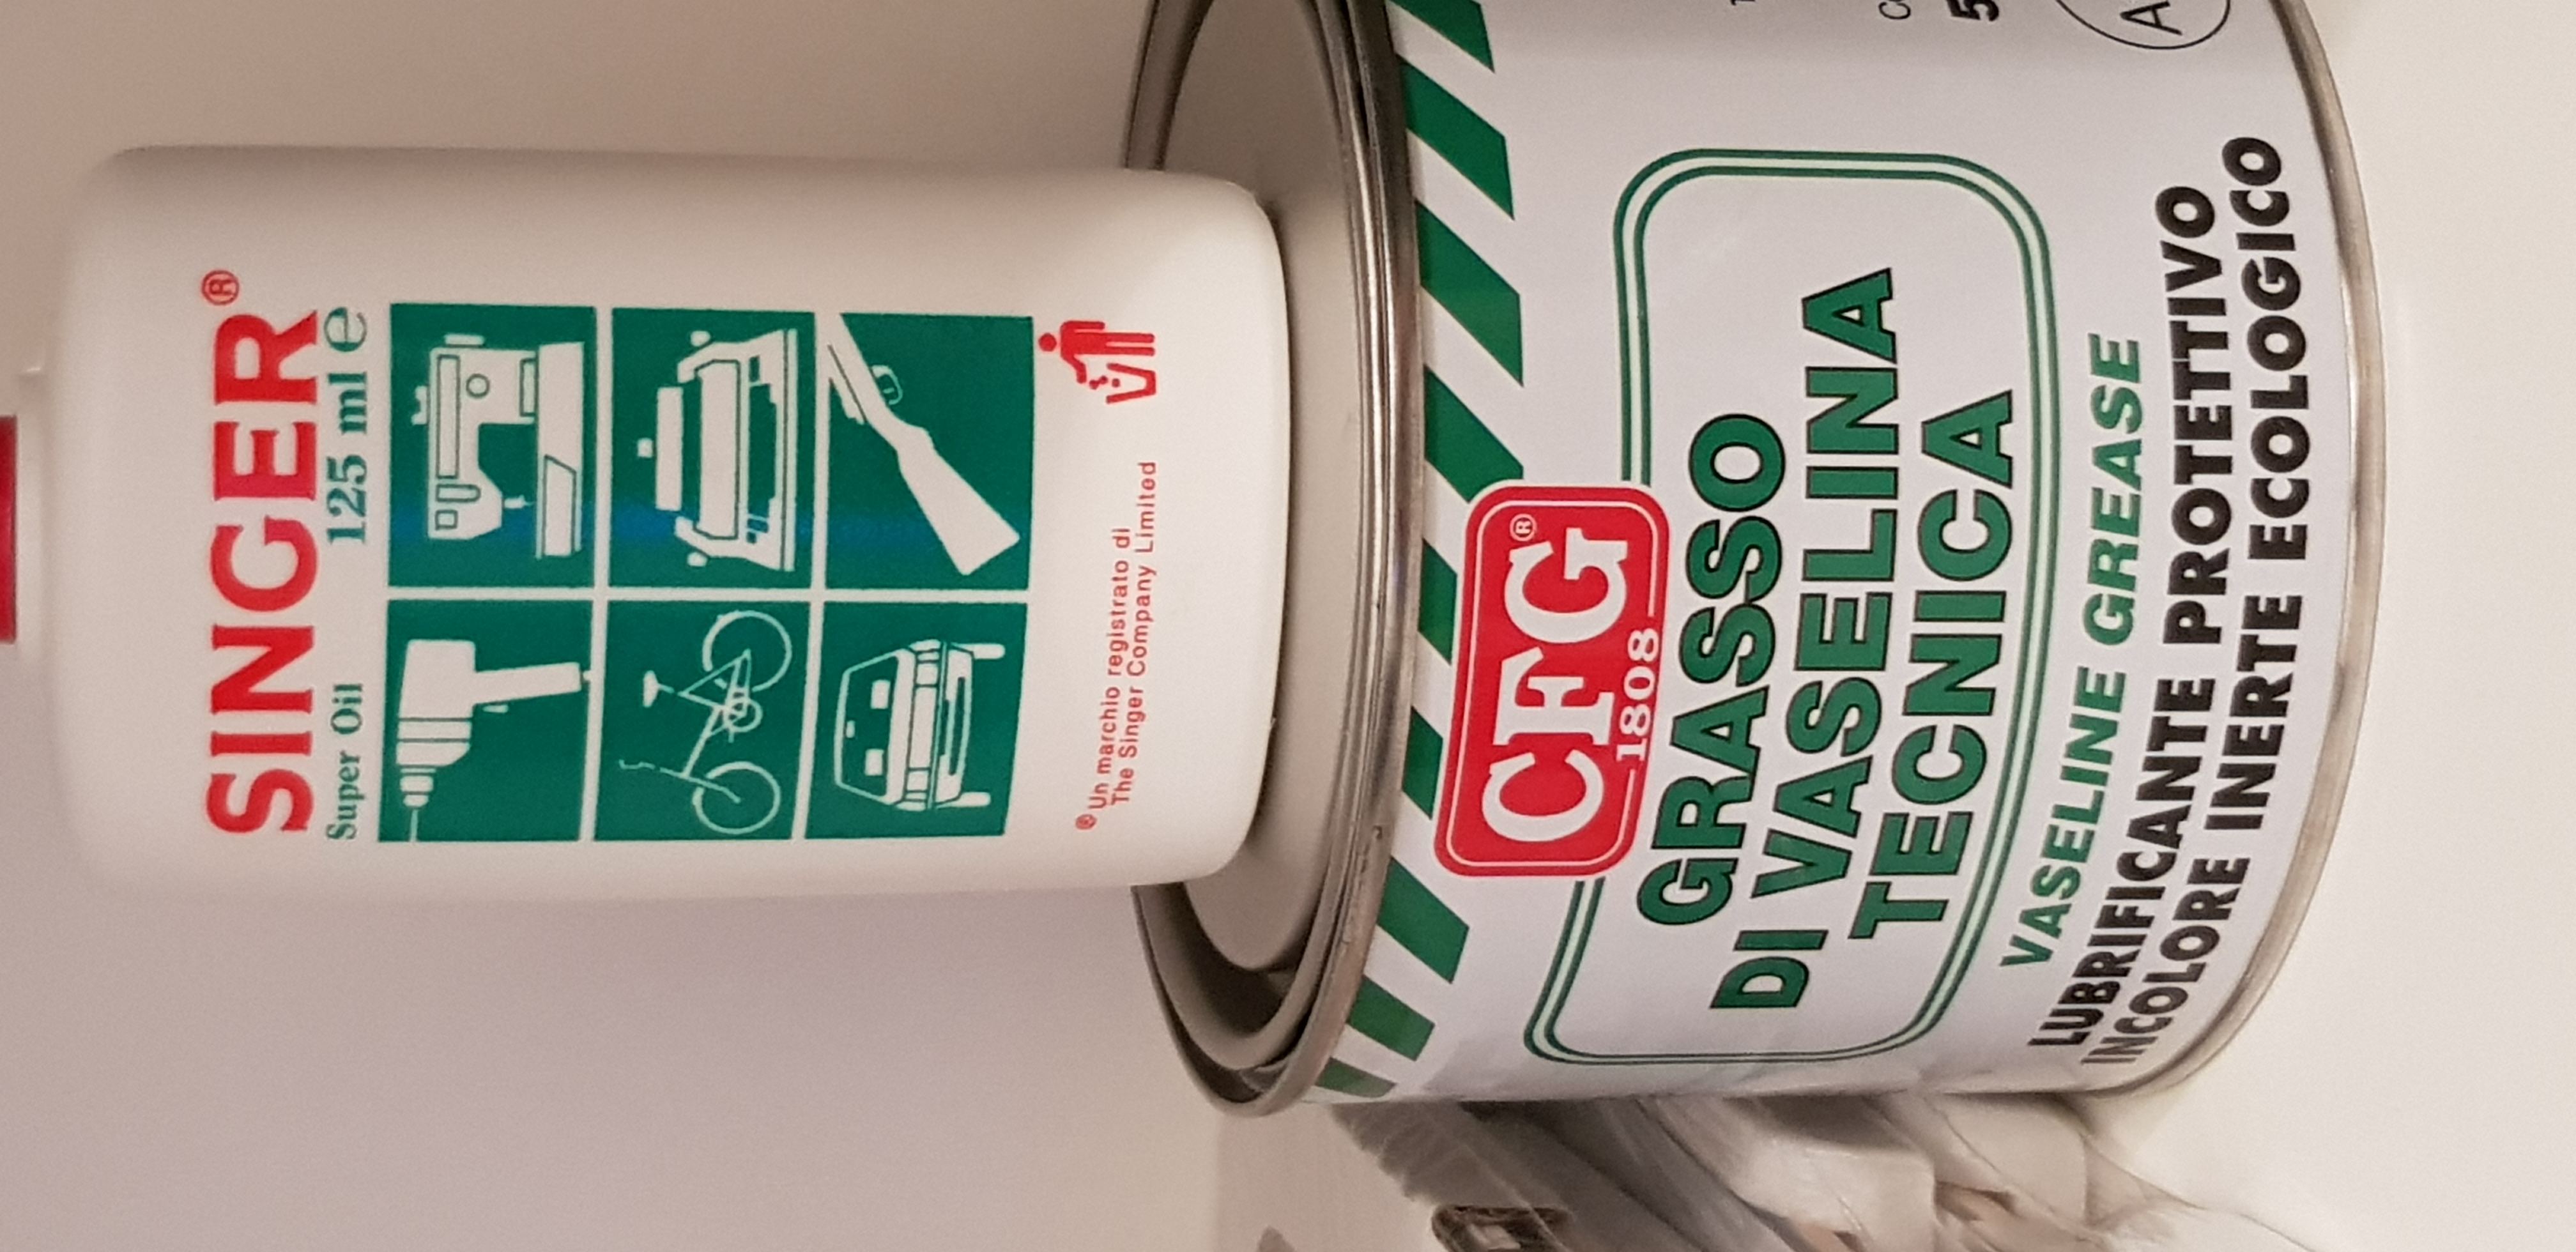 SINGER®
Super Oil 125 ml e
® Un marchio registrato di
The Singer Company Limited
CFG®
1808
GRASSO
DI VASELINA
TECNICA
VASELINE GREASE
LUBRIFICANTE PROTETTIVO
INCOLORE INERTE ECOLOGICO